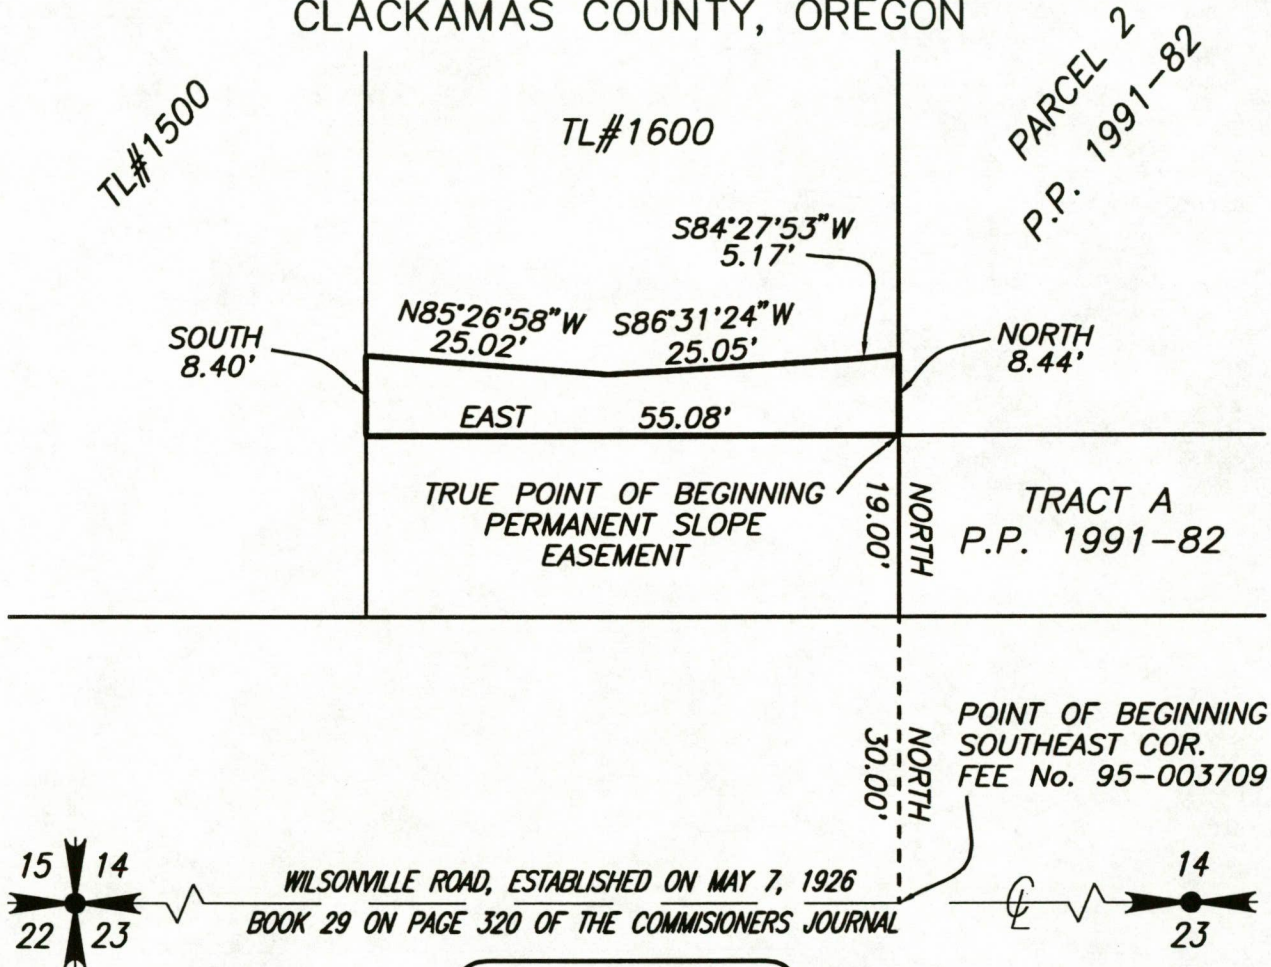 CLACKAMAS COUNTY, OREGON
TL#1500
TL#1600
PARCEL 2
P.P. 1991-82
S84°27'53"W
5.17'
N85°26'58"W
25.02'
S86°31'24"W
25.05'
SOUTH
8.40'
NORTH
8.44'
EAST 55.08'
TRUE POINT OF BEGINNING
PERMANENT SLOPE
EASEMENT
NORTH
19.00'
TRACT A
P.P. 1991-82
NORTH
30.00'
POINT OF BEGINNING
SOUTHEAST COR.
FEE No. 95-003709
15 14
22 23
WILSONVILLE ROAD, ESTABLISHED ON MAY 7, 1926
BOOK 29 ON PAGE 320 OF THE COMMISIONERS JOURNAL
℄
14
23